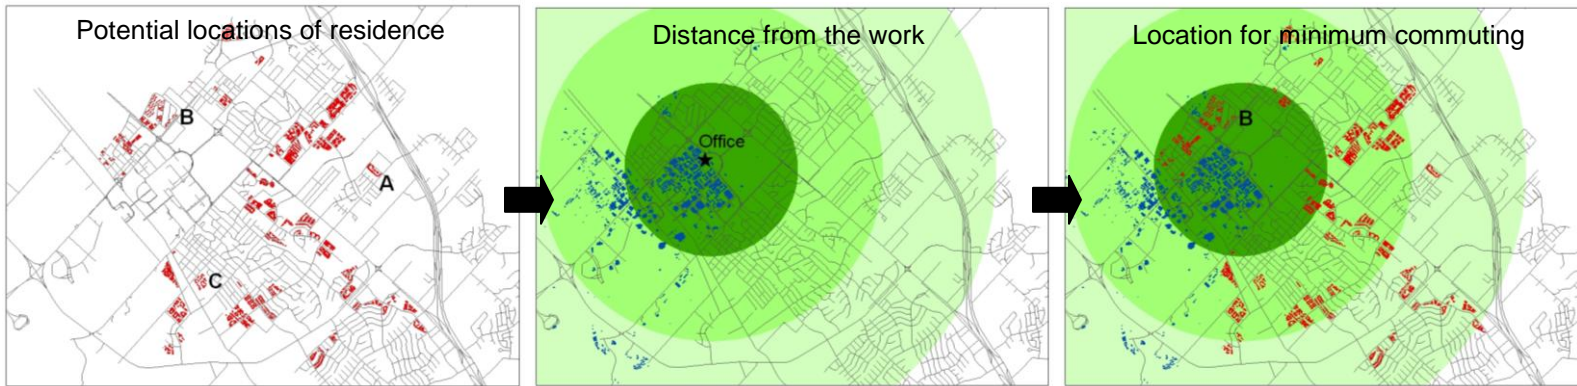 Potential locations of residence
B
A
C
Distance from the work
Office
Location for minimum commuting
B